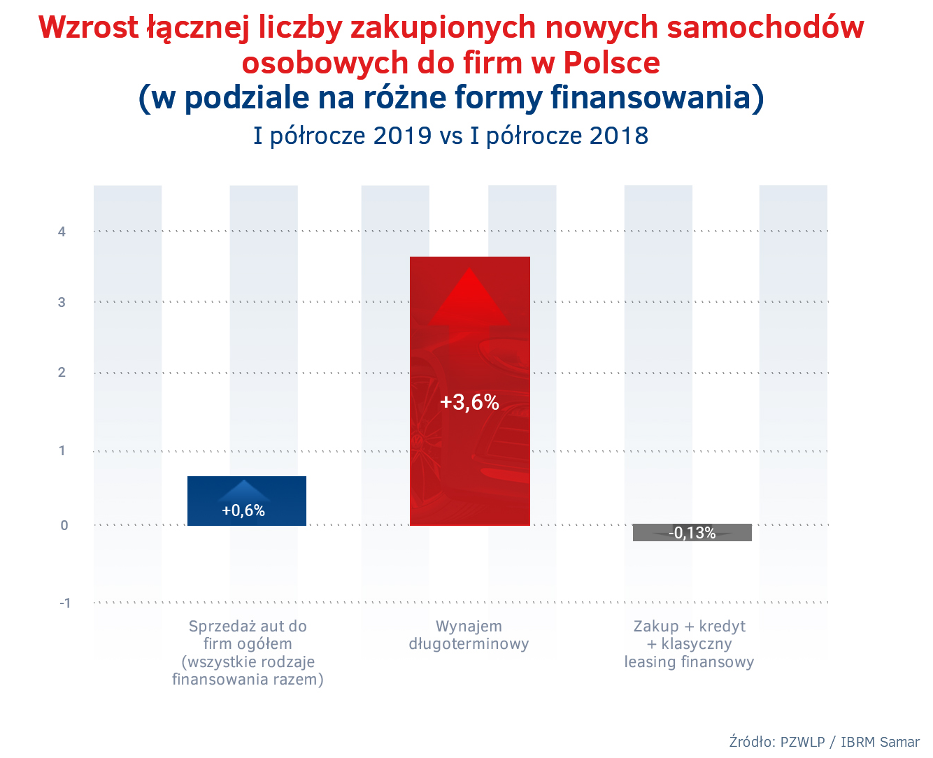 Wzrost łącznej liczby zakupionych nowych samochodów
osobowych do firm w Polsce
(w podziale na różne formy finansowania)
I półrocze 2019 vs I półrocze 2018
4
3
2
1
0
-1
+0,6%
+3,6%
-0,13%
Sprzedaż aut do
firm ogółem
(wszystkie rodzaje
finansowania razem)
Wynajem
długoterminowy
Zakup + kredyt
+ klasyczny
leasing finansowy
Źródło: PZWLP / IBRM Samar